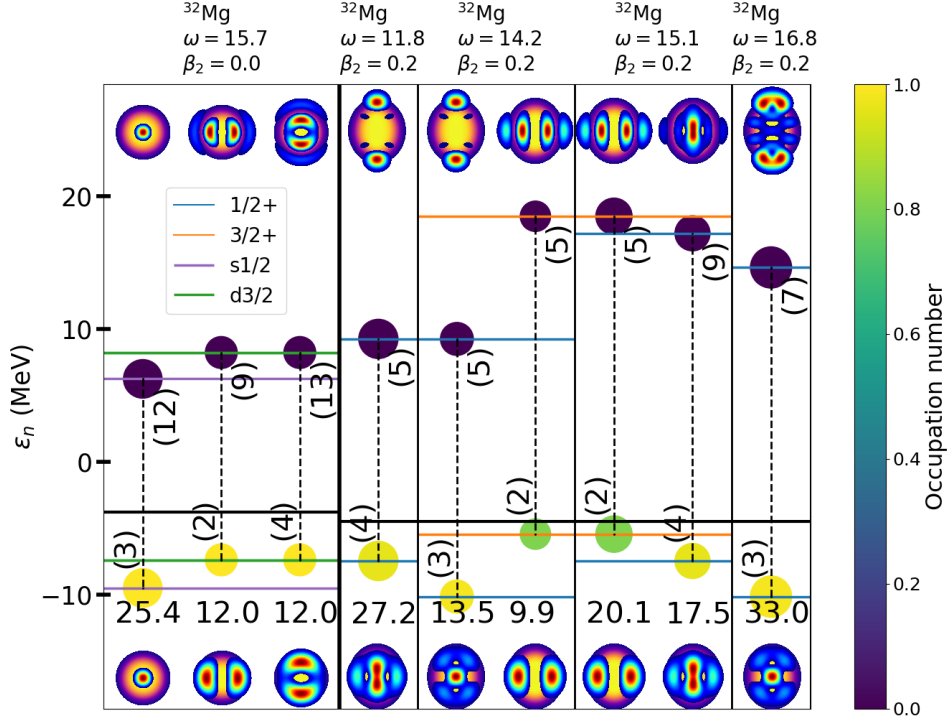 ³²Mg ³²Mg ³²Mg ³²Mg ³²Mg
ω = 15.7 ω = 11.8 ω = 14.2 ω = 15.1 ω = 16.8
β₂ = 0.0 β₂ = 0.2 β₂ = 0.2 β₂ = 0.2 β₂ = 0.2
20
10
0
−10
εₙ (MeV)
1/2+
3/2+
s1/2
d3/2
(12) (9) (13) (5) (5) (5) (5) (9) (7)
(3) (2) (4) (4) (3) (2) (2) (4) (3)
25.4 12.0 12.0 27.2 13.5 9.9 20.1 17.5 33.0
1.0
0.8
0.6
0.4
0.2
0.0
Occupation number